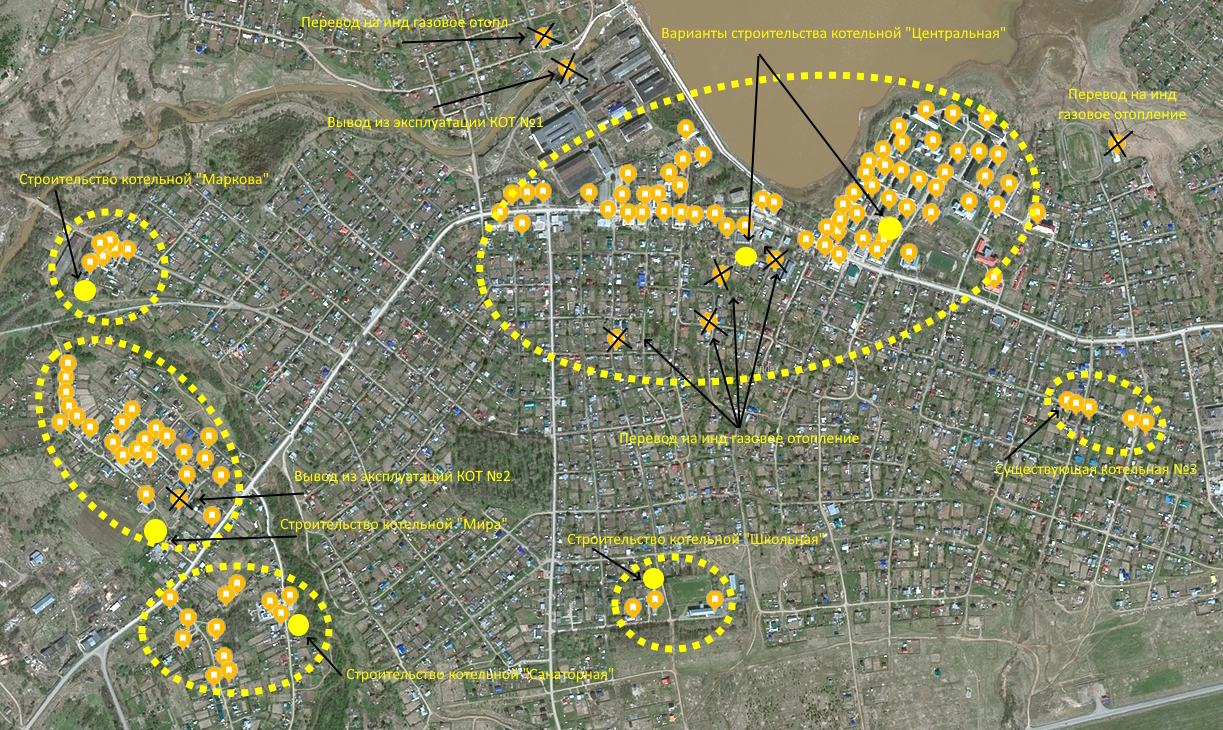 Перевод на инд газовое отопл
Варианты строительства котельной "Центральная"
Перевод на инд
газовое отопление
Вывод из эксплуатации КОТ №1
Строительство котельной "Маркова"
Перевод на инд газовое отопление
Существующая котельная №3
Вывод из эксплуатаций КОТ №2
Строительство котельной "Мира"
Строительство котельной "Школьная"
Строительство котельной "Санаторная"